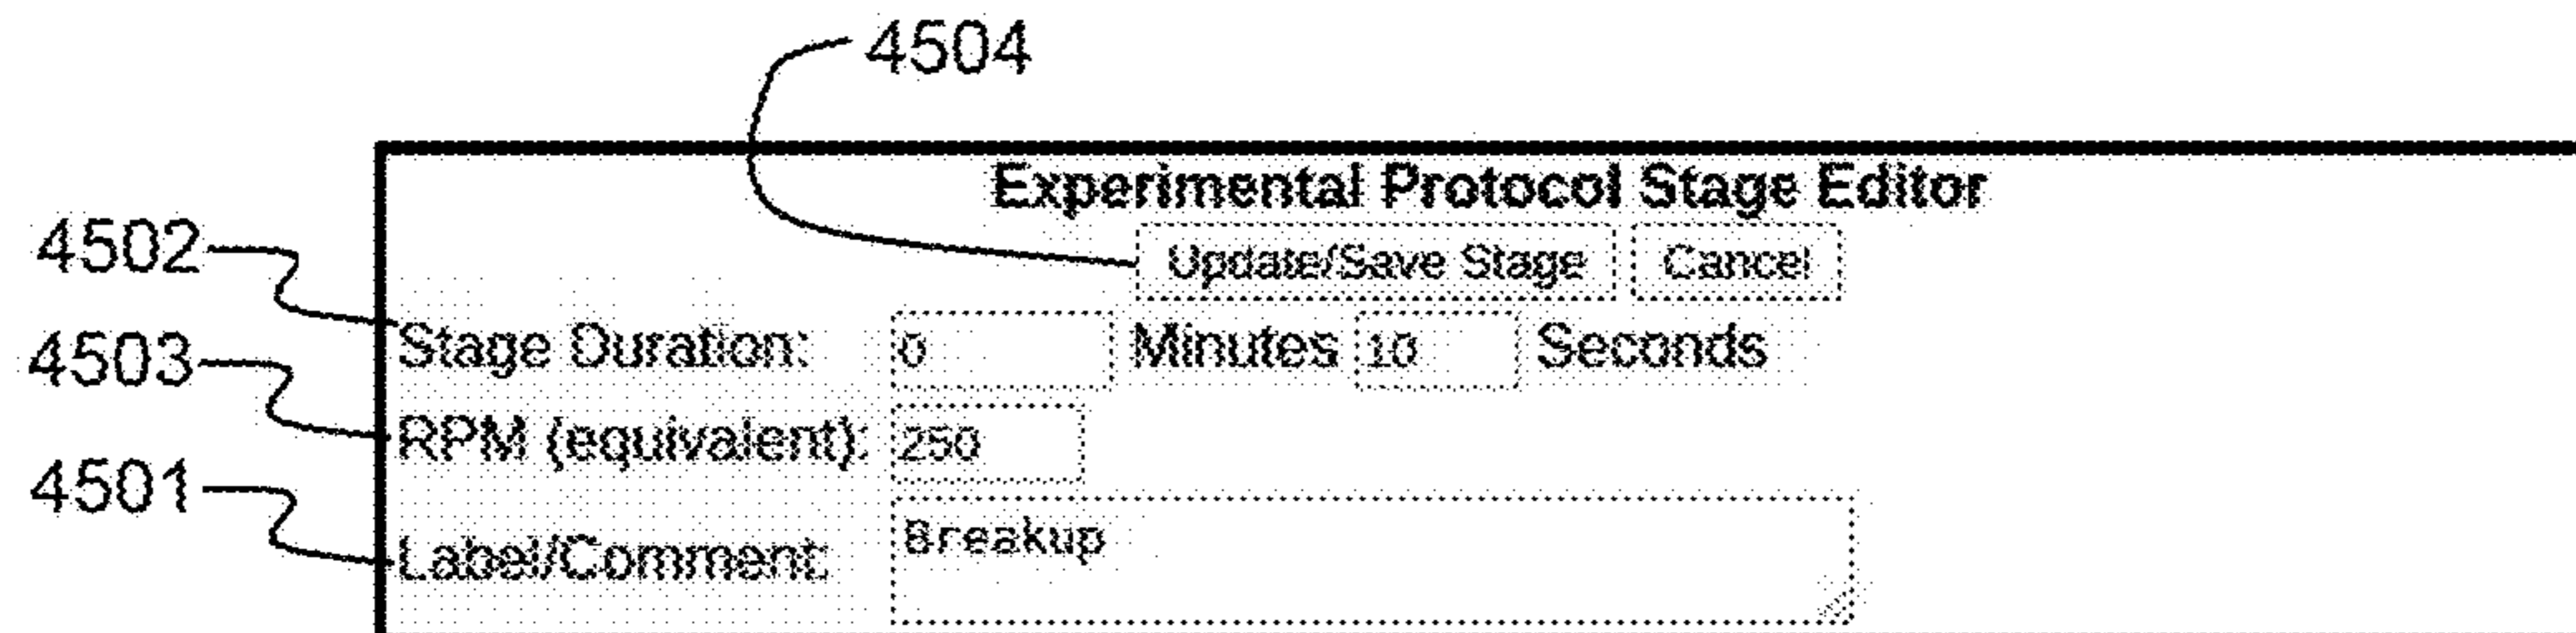 4504
Experimental Protocol Stage Editor
Update/Save Stage Cancel
4502
Stage Duration: 0 Minutes 10 Seconds
4503
RPM (equivalent): 250
4501
Label/Comment: Breakup